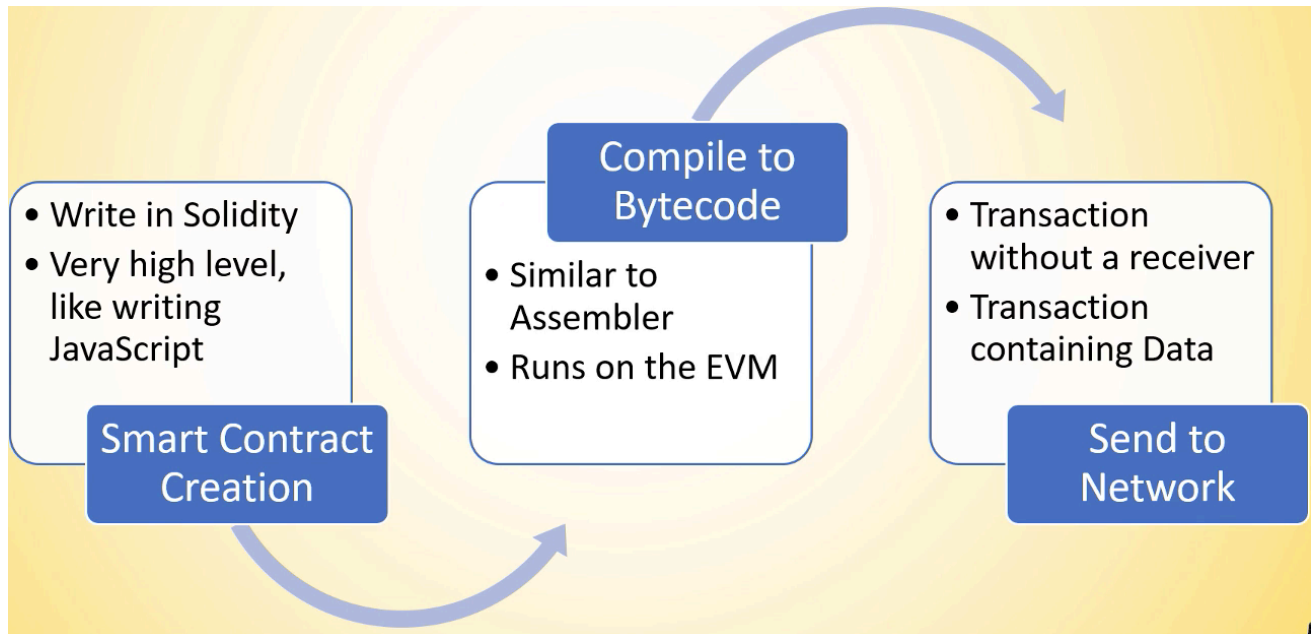 • Write in Solidity
• Very high level,
like writing
JavaScript
Smart Contract
Creation
Compile to
Bytecode
• Similar to
Assembler
• Runs on the EVM
• Transaction
without a receiver
• Transaction
containing Data
Send to
Network